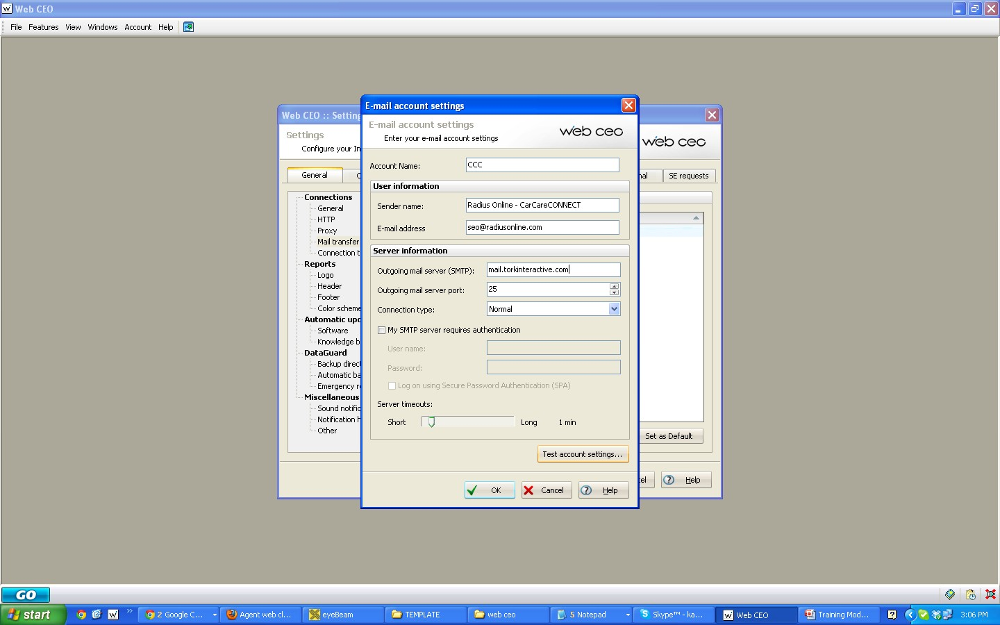 Web CEO
File Features View Windows Account Help
E-mail account settings
Web CEO :: Setting
E-mail account settings
Enter your e-mail account settings
web ceo
Settings
Configure your In
web ceo
Account Name: CCC
General
SE requests
User information
Sender name: Radius Online - CarCareCONNECT
E-mail address seo@radiusonline.com
Connections
General
HTTP
Proxy
Mail transfer
Connection t
Reports
Logo
Header
Footer
Color scheme
Automatic upd
Software
Knowledge b
DataGuard
Backup direct
Automatic ba
Emergency re
Miscellaneous
Sound notific
Notification h
Other
Server information
Outgoing mail server (SMTP): mail.torkinteractive.com
Outgoing mail server port: 25
Connection type: Normal
My SMTP server requires authentication
User name:
Password:
Log on using Secure Password Authentication (SPA)
Server timeouts:
Short Long 1 min
Set as Default
Test account settings...
OK Cancel Help
Help
GO
start
2 Google C...
Agent web cl...
eyeBeam
TEMPLATE
web ceo
5 Notepad
Skype™ - ka...
Web CEO
Training Mod...
3:06 PM